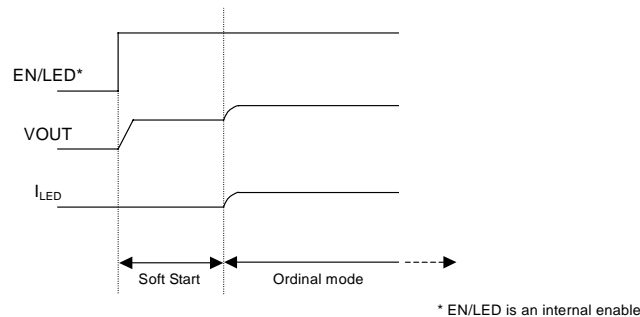 EN/LED*
VOUT
ILED
Soft Start
Ordinal mode
* EN/LED is an internal enable